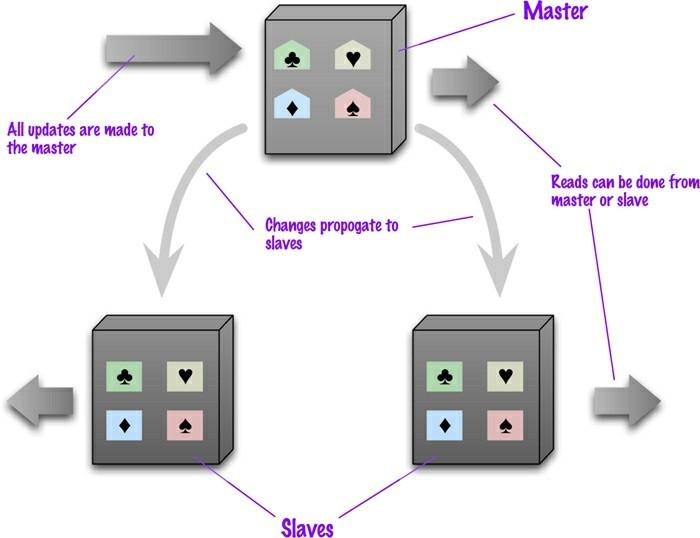 Master
All updates are made to
the master
Reads can be done from
master or slave
Changes propogate to
slaves
Slaves